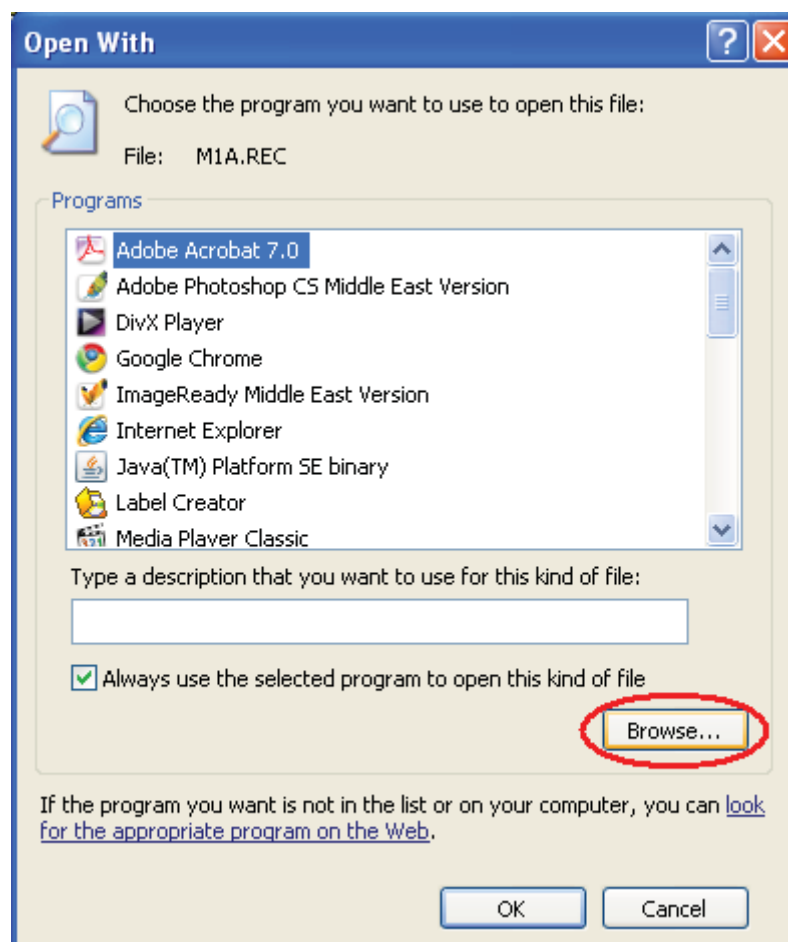 Open With
Choose the program you want to use to open this file:
File: M1A.REC
Programs
Adobe Acrobat 7.0
Adobe Photoshop CS Middle East Version
DivX Player
Google Chrome
ImageReady Middle East Version
Internet Explorer
Java(TM) Platform SE binary
Label Creator
Media Player Classic
Type a description that you want to use for this kind of file:
Always use the selected program to open this kind of file
Browse...
If the program you want is not in the list or on your computer, you can look
for the appropriate program on the Web.
OK Cancel